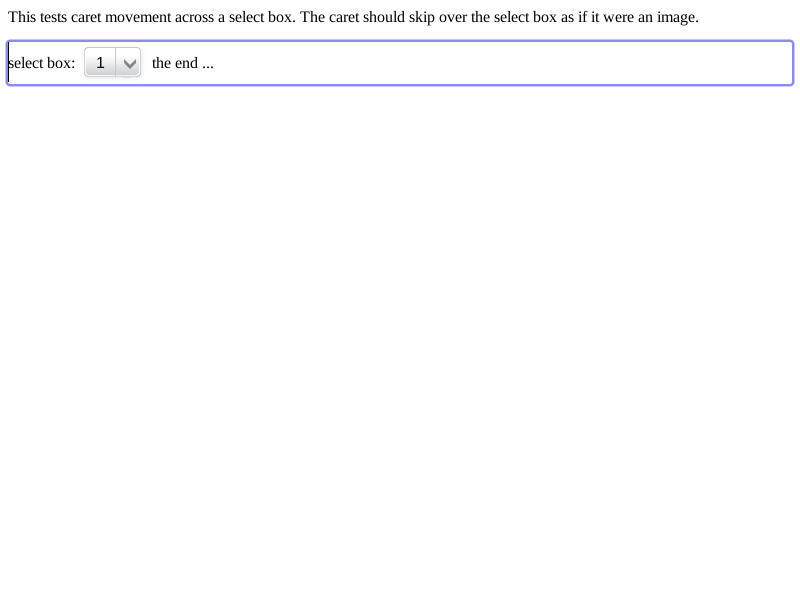 This tests caret movement across a select box. The caret should skip over the select box as if it were an image.
select box: 1 the end ...